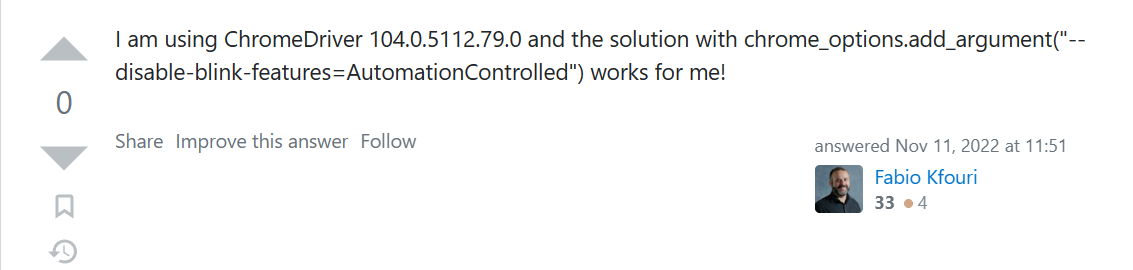 I am using ChromeDriver 104.0.5112.79.0 and the solution with chrome_options.add_argument("--
disable-blink-features=AutomationControlled") works for me!
0
Share Improve this answer Follow
answered Nov 11, 2022 at 11:51
Fabio Kfouri
33 ● 4